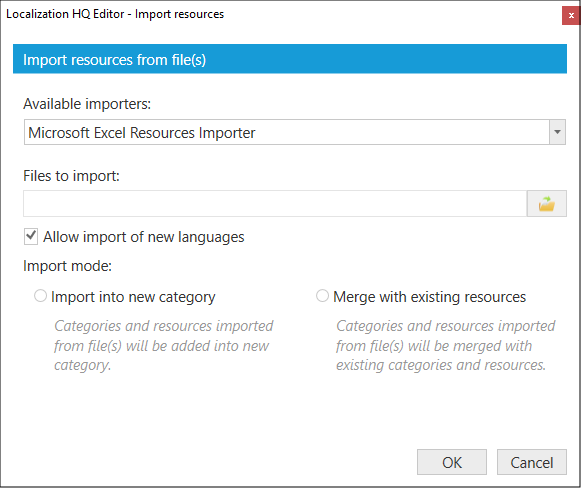 Localization HQ Editor - Import resources
x
Import resources from file(s)
Available importers:
Microsoft Excel Resources Importer
Files to import:
Allow import of new languages
Import mode:
Import into new category
Categories and resources imported
from file(s) will be added into new
category.
Merge with existing resources
Categories and resources imported
from file(s) will be merged with
existing categories and resources.
OK
Cancel